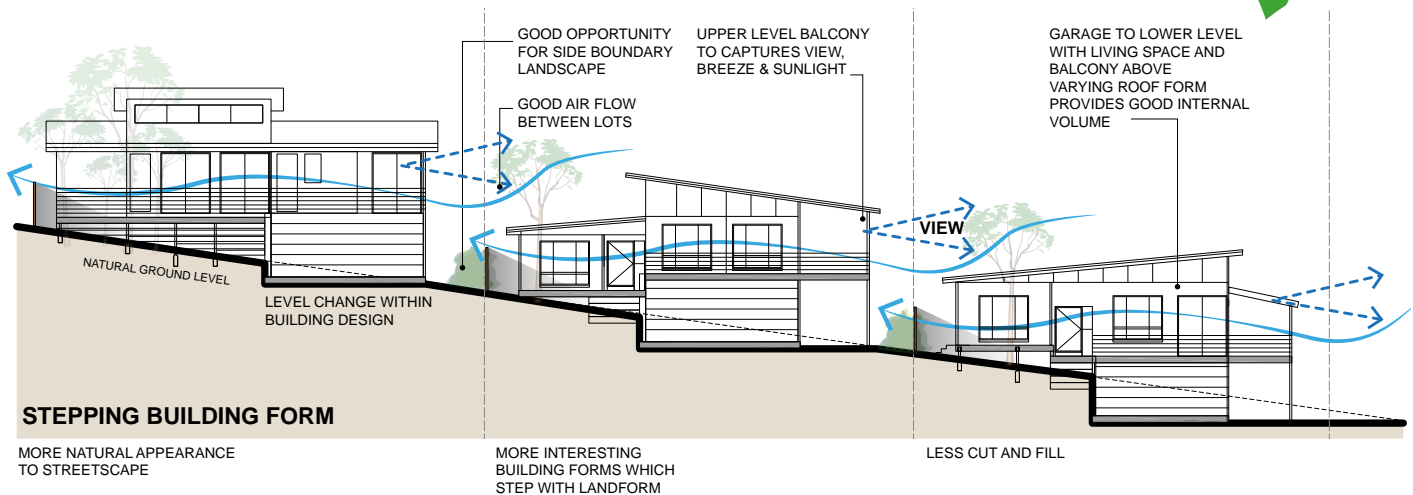 GOOD OPPORTUNITY
FOR SIDE BOUNDARY
LANDSCAPE
GOOD AIR FLOW
BETWEEN LOTS
UPPER LEVEL BALCONY
TO CAPTURES VIEW,
BREEZE & SUNLIGHT
GARAGE TO LOWER LEVEL
WITH LIVING SPACE AND
BALCONY ABOVE
VARYING ROOF FORM
PROVIDES GOOD INTERNAL
VOLUME
VIEW
NATURAL GROUND LEVEL
LEVEL CHANGE WITHIN
BUILDING DESIGN
STEPPING BUILDING FORM
MORE NATURAL APPEARANCE
TO STREETSCAPE
MORE INTERESTING
BUILDING FORMS WHICH
STEP WITH LANDFORM
LESS CUT AND FILL